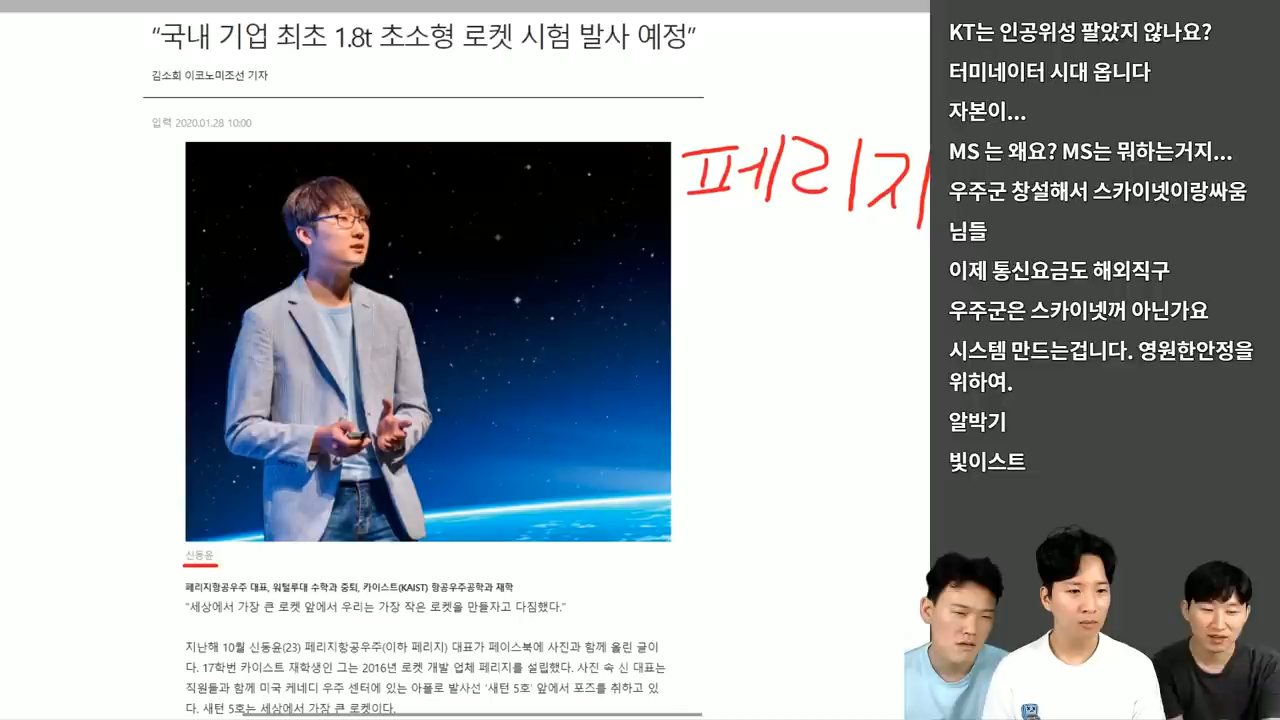 “국내 기업 최초 1.8t 초소형 로켓 시험 발사 예정”
김소희 이코노미조선 기자
입력 2020.01.28 10:00
페리지
신동윤
페리지항공우주 대표, 워털루대 수학과 중퇴, 카이스트(KAIST) 항공우주공학과 재학
“세상에서 가장 큰 로켓 앞에서 우리는 가장 작은 로켓을 만들자고 다짐했다.”
지난해 10월 신동윤(23) 페리지항공우주(이하 페리지) 대표가 페이스북에 사진과 함께 올린 글이
다. 17학번 카이스트 재학생인 그는 2016년 로켓 개발 업체 페리지를 설립했다. 사진 속 신 대표는
직원들과 함께 미국 케네디 우주 센터에 있는 아폴로 발사선 ‘새턴 5호’ 앞에서 포즈를 취하고 있
다. 새턴 5호는 세상에서 가장 큰 로켓이다.
KT는 인공위성 팔았지 않나요?
터미네이터 시대 옵니다
자본이...
MS 는 왜요? MS는 뭐하는거지...
우주군 창설해서 스카이넷이랑싸움
님들
이제 통신요금도 해외직구
우주군은 스카이넷꺼 아닌가요
시스템 만드는겁니다. 영원한안정을
위하여.
알박기
빛이스트